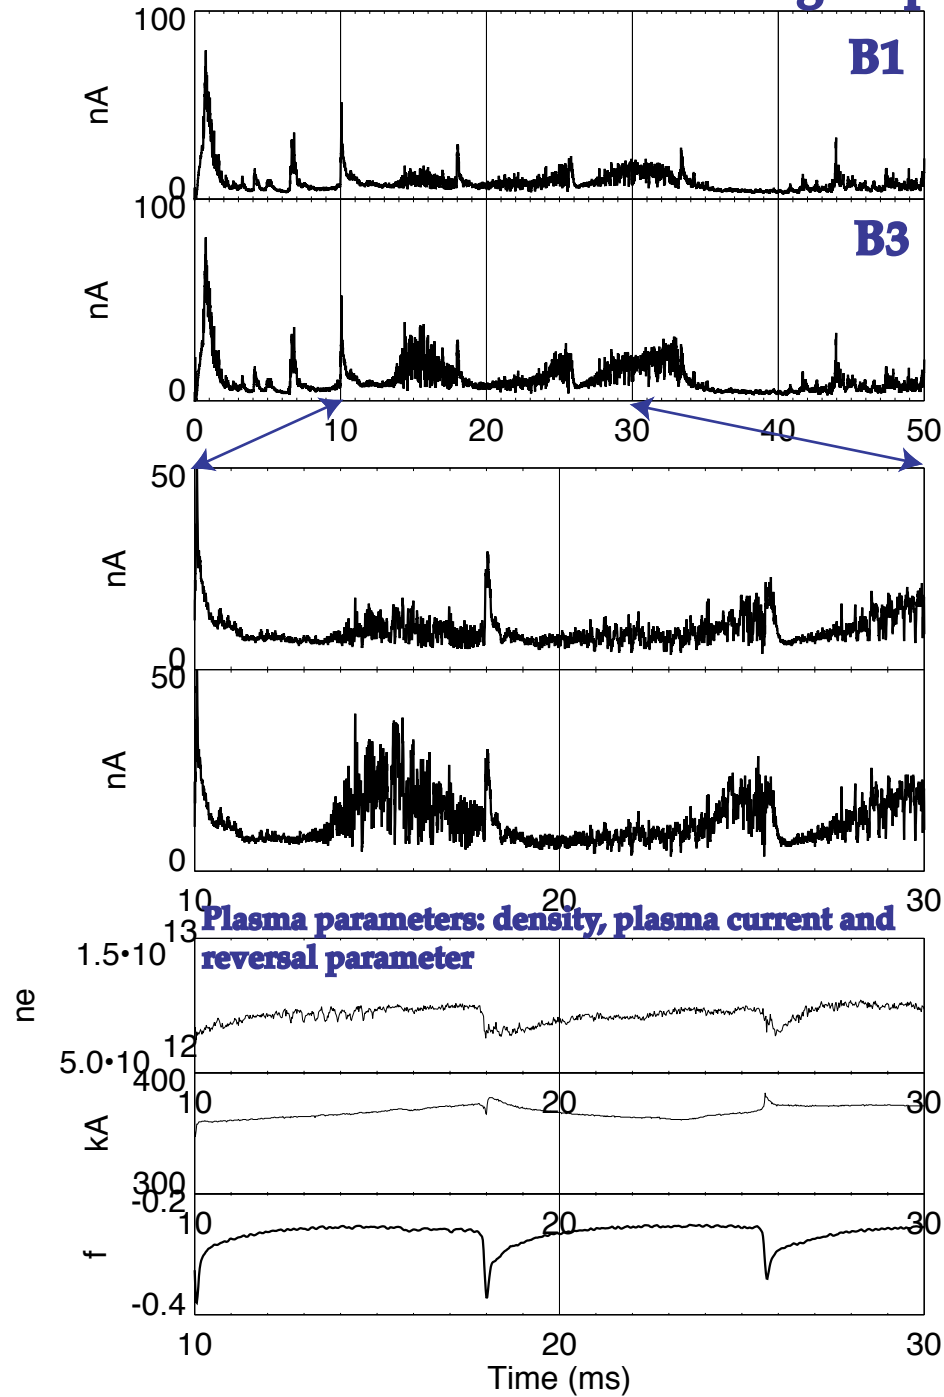 100
B1
nA
0
100
B3
nA
0
0 10 20 30 40 50
50
nA
0
50
nA
0
10 20 30
Plasma parameters: density, plasma current and
reversal parameter
1.5•10 13
ne
5.0•10 12
10 20 30
400
kA
300
10 20 30
-0.2
f
-0.4
10 20 30
Time (ms)